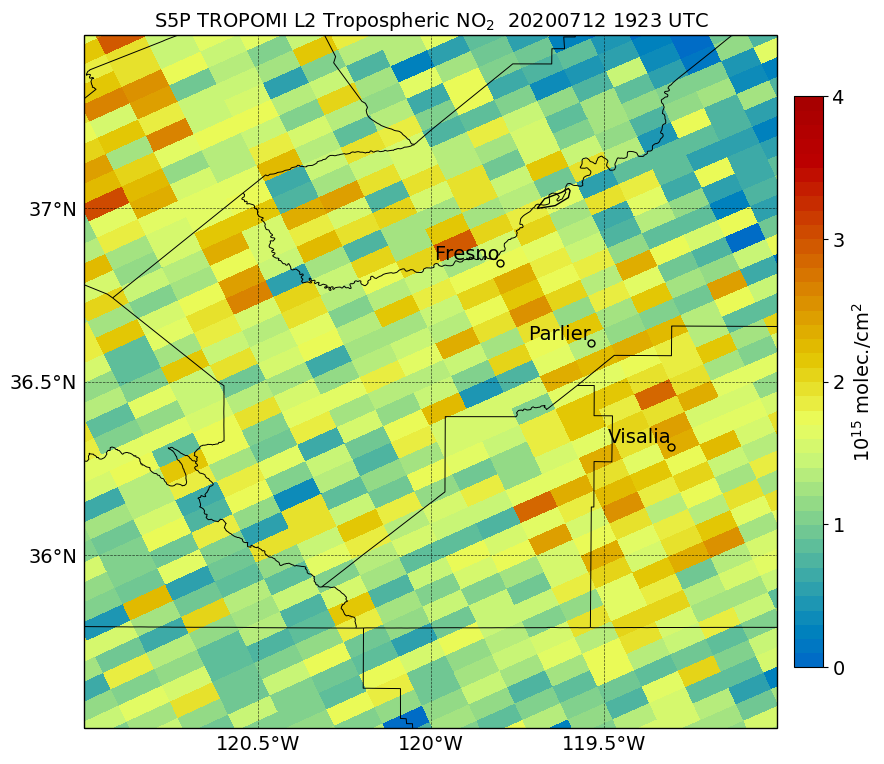 S5P TROPOMI L2 Tropospheric NO₂ 20200712 1923 UTC
4
37°N
3
Fresno
Parlier
36.5°N
2
Visalia
10¹⁵ molec./cm²
1
36°N
0
120.5°W 120°W 119.5°W